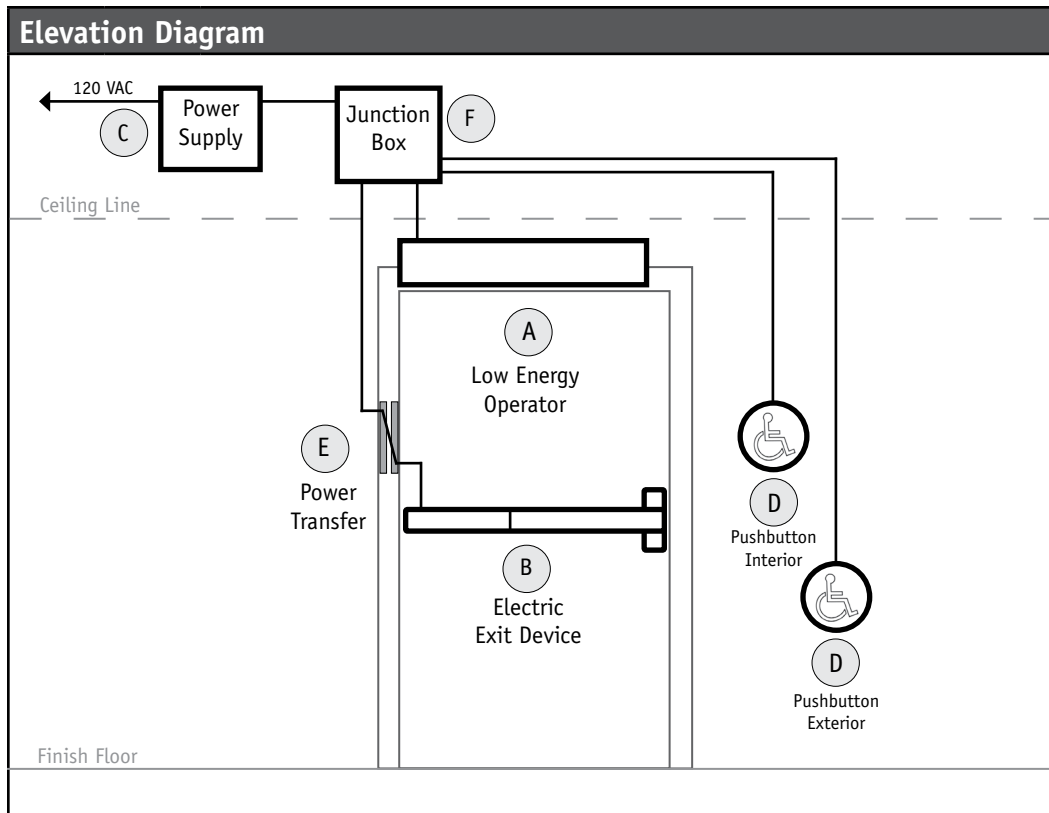 Elevation Diagram
120 VAC
C
Power
Supply
Junction
Box
F
Ceiling Line
A
Low Energy
Operator
E
Power
Transfer
D
Pushbutton
Interior
B
Electric
Exit Device
D
Pushbutton
Exterior
Finish Floor